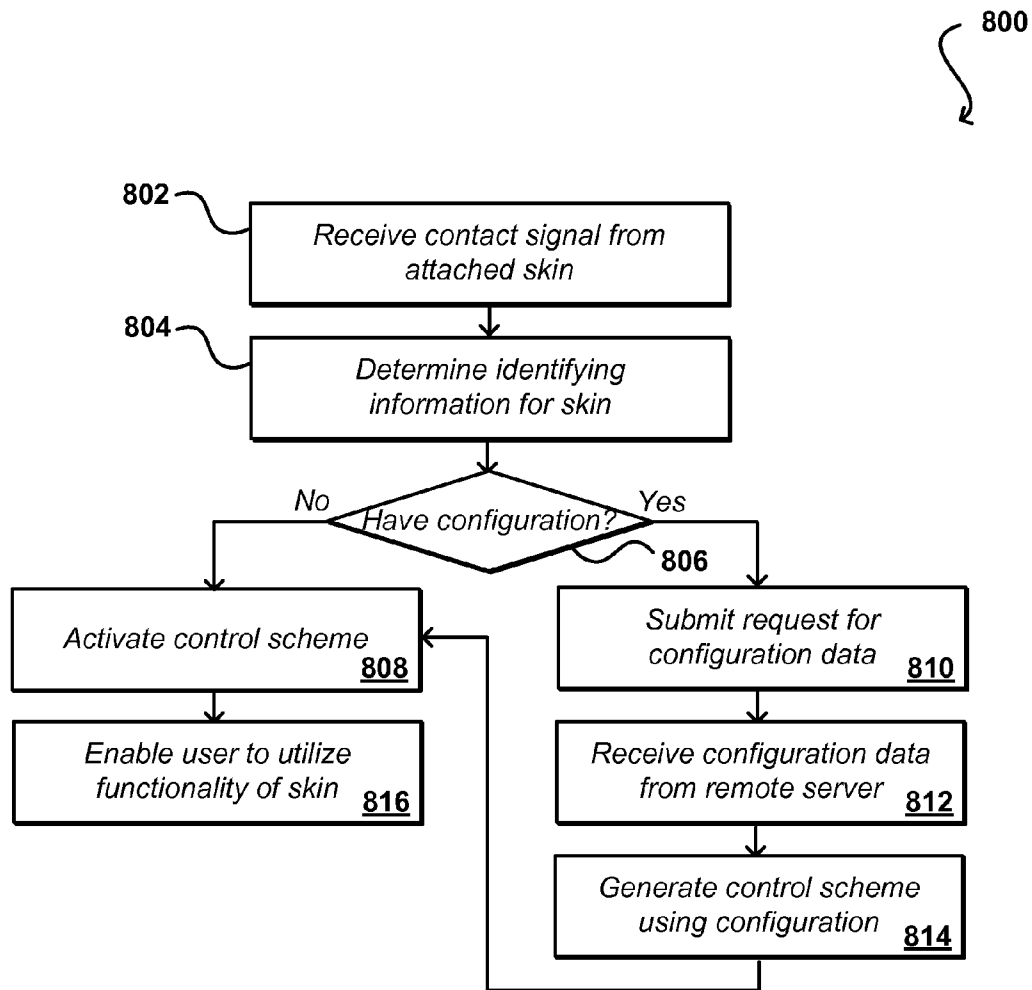 800
802
Receive contact signal from
attached skin
804
Determine identifying
information for skin
No
Have configuration?
Yes
806
Activate control scheme
808
Submit request for
configuration data
810
Enable user to utilize
functionality of skin
816
Receive configuration data
from remote server
812
Generate control scheme
using configuration
814